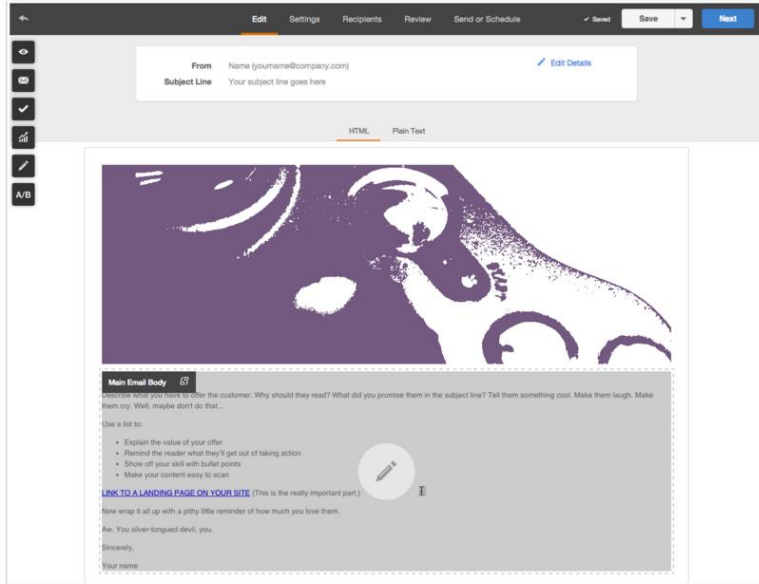 Edit Settings Recipients Review Send or Schedule Saved Save Next
From Name (yourname@company.com) Edit Details
Subject Line Your subject line goes here
HTML Plain Text
A/B
Main Email Body
Describe what you have to offer the customer. Why should they read? What did you promise them in the subject line? Tell them something cool. Make them laugh. Make
them cry. Well, maybe don't do that...
Use a list to:
• Explain the value of your offer
• Remind the reader what they'll get out of taking action
• Show off your skill with bullet points
• Make your content easy to scan
LINK TO A LANDING PAGE ON YOUR SITE (This is the really important part.)
Now wrap it all up with a pithy little reminder of how much you love them.
Aw. You silver-tongued devil, you.
Sincerely,
Your name